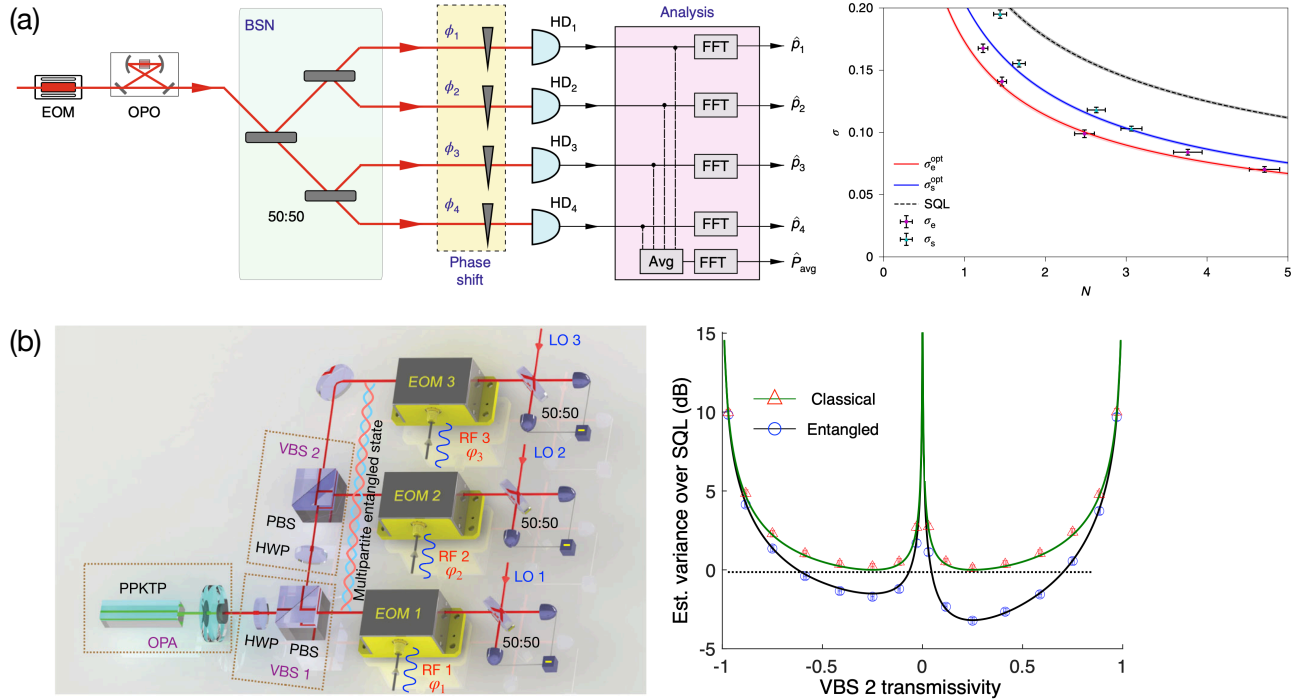 (a)
BSN
EOM
OPO
50:50
ϕ1
ϕ2
ϕ3
ϕ4
Phase
shift
HD1
HD2
HD3
HD4
Analysis
FFT
FFT
FFT
FFT
Avg
FFT
p̂1
p̂2
p̂3
p̂4
P̂avg
0.20
0.15
0.10
0.05
0
σ
σe^opt
σs^opt
SQL
σe
σs
0
1
2
3
4
5
N
(b)
LO 3
EOM 3
50:50
RF 3
φ3
VBS 2
Multipartite entangled state
LO 2
PBS
EOM 2
50:50
HWP
RF 2
φ2
PPKTP
LO 1
EOM 1
OPA
HWP
PBS
50:50
VBS 1
RF 1
φ1
Est. variance over SQL (dB)
15
10
5
0
-5
Classical
Entangled
-1
-0.5
0
0.5
1
VBS 2 transmissivity